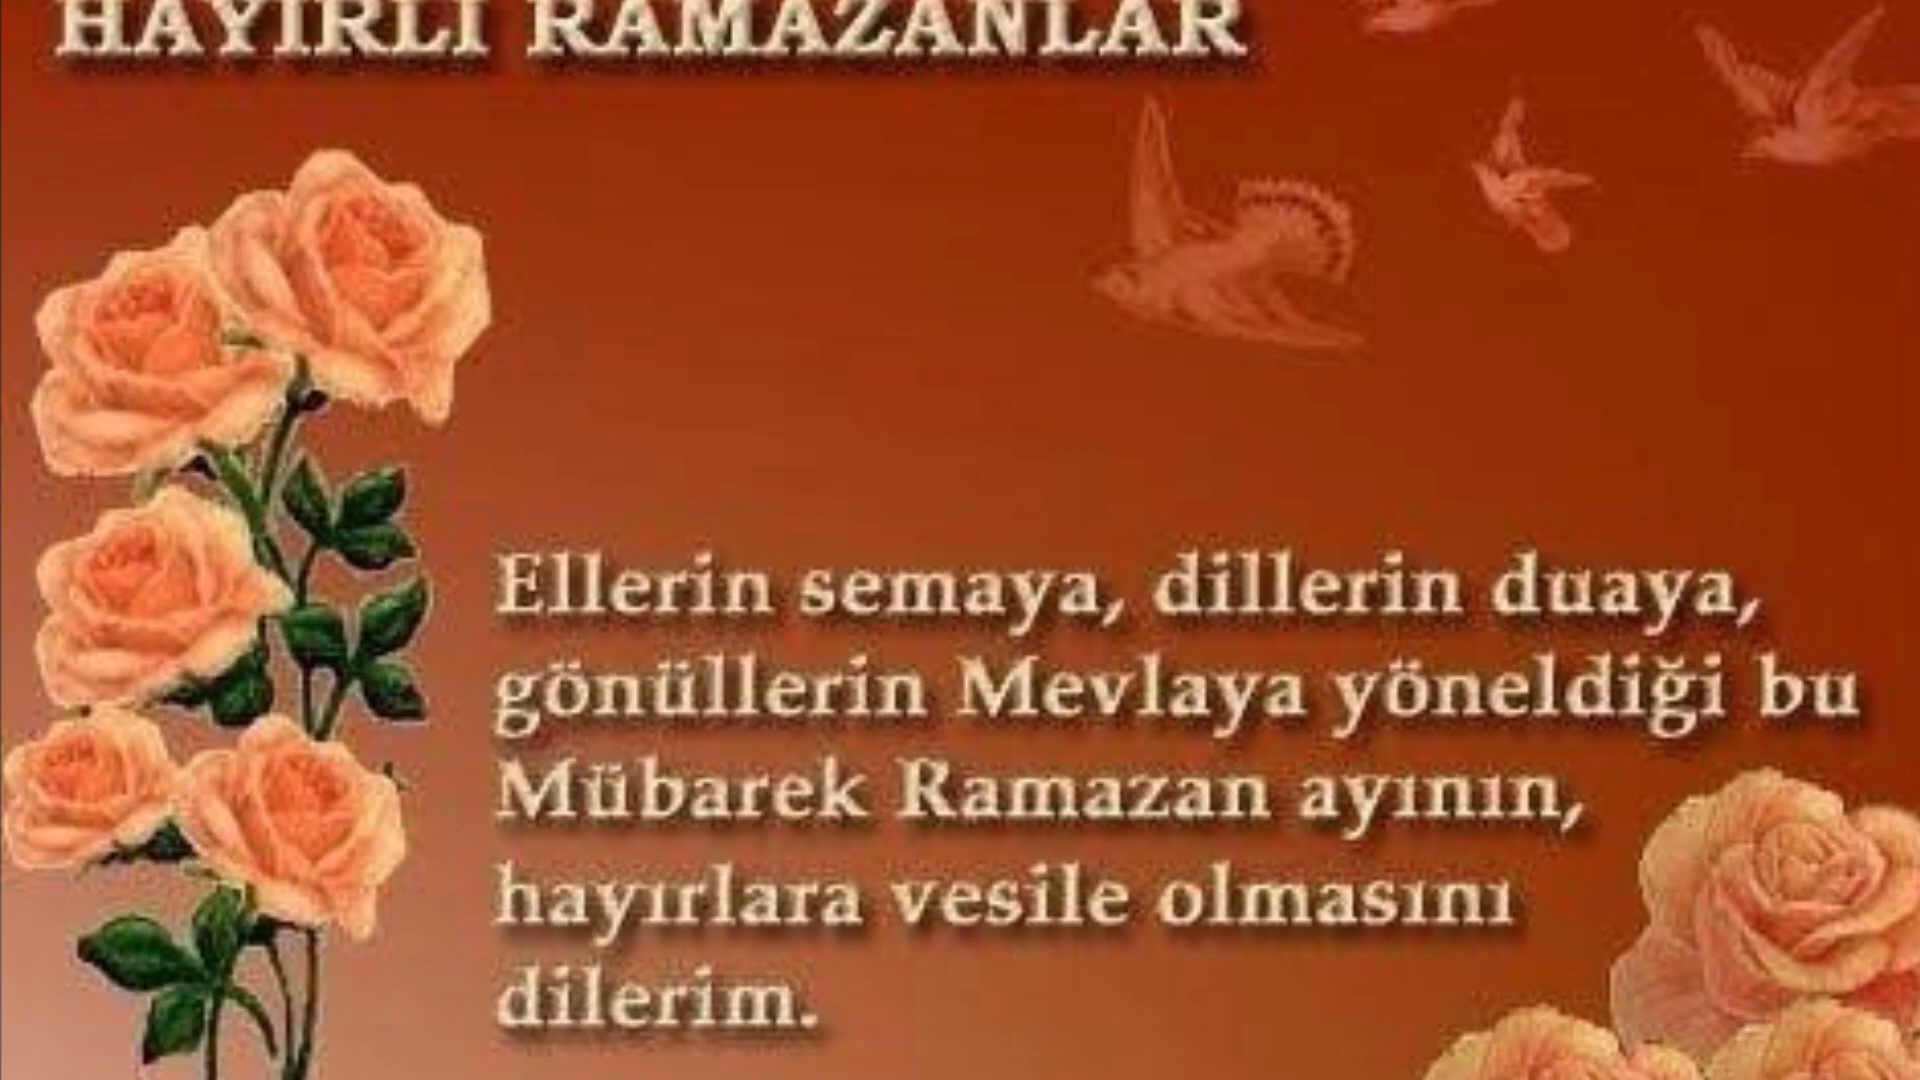 HAYIRLI RAMAZANLAR
Ellerin semaya, dillerin duaya,
gönüllerin Mevlaya yöneldiği bu
Mübarek Ramazan ayının,
hayırlara vesile olmasını
dilerim.